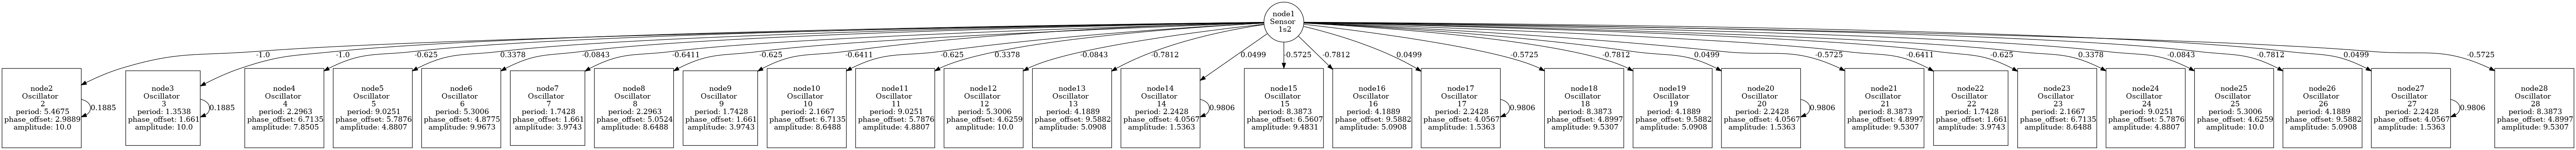 node1
Sensor
1s2
-1.0
-1.0
-0.625
0.3378
-0.0843
-0.6411
-0.625
-0.6411
-0.625
0.3378
-0.0843
-0.7812
0.0499
-0.5725
-0.7812
0.0499
-0.5725
-0.7812
0.0499
-0.5725
-0.6411
-0.625
0.3378
-0.0843
-0.7812
0.0499
-0.5725
node2
Oscillator
2
period: 5.4675
phase_offset: 2.9889
amplitude: 10.0
0.1885
node3
Oscillator
3
period: 1.3538
phase_offset: 1.661
amplitude: 10.0
0.1885
node4
Oscillator
4
period: 2.2963
phase_offset: 6.7135
amplitude: 7.8505
node5
Oscillator
5
period: 9.0251
phase_offset: 5.7876
amplitude: 4.8807
node6
Oscillator
6
period: 5.3006
phase_offset: 4.8775
amplitude: 9.9673
node7
Oscillator
7
period: 1.7428
phase_offset: 1.661
amplitude: 3.9743
node8
Oscillator
8
period: 2.2963
phase_offset: 5.0524
amplitude: 8.6488
node9
Oscillator
9
period: 1.7428
phase_offset: 1.661
amplitude: 3.9743
node10
Oscillator
10
period: 2.1667
phase_offset: 6.7135
amplitude: 8.6488
node11
Oscillator
11
period: 9.0251
phase_offset: 5.7876
amplitude: 4.8807
node12
Oscillator
12
period: 5.3006
phase_offset: 4.6259
amplitude: 10.0
node13
Oscillator
13
period: 4.1889
phase_offset: 9.5882
amplitude: 5.0908
node14
Oscillator
14
period: 2.2428
phase_offset: 4.0567
amplitude: 1.5363
0.9806
node15
Oscillator
15
period: 8.3873
phase_offset: 6.5607
amplitude: 9.4831
node16
Oscillator
16
period: 4.1889
phase_offset: 9.5882
amplitude: 5.0908
node17
Oscillator
17
period: 2.2428
phase_offset: 4.0567
amplitude: 1.5363
0.9806
node18
Oscillator
18
period: 8.3873
phase_offset: 4.8997
amplitude: 9.5307
node19
Oscillator
19
period: 4.1889
phase_offset: 9.5882
amplitude: 5.0908
node20
Oscillator
20
period: 2.2428
phase_offset: 4.0567
amplitude: 1.5363
0.9806
node21
Oscillator
21
period: 8.3873
phase_offset: 4.8997
amplitude: 9.5307
node22
Oscillator
22
period: 1.7428
phase_offset: 1.661
amplitude: 3.9743
node23
Oscillator
23
period: 2.1667
phase_offset: 6.7135
amplitude: 8.6488
node24
Oscillator
24
period: 9.0251
phase_offset: 5.7876
amplitude: 4.8807
node25
Oscillator
25
period: 5.3006
phase_offset: 4.6259
amplitude: 10.0
node26
Oscillator
26
period: 4.1889
phase_offset: 9.5882
amplitude: 5.0908
node27
Oscillator
27
period: 2.2428
phase_offset: 4.0567
amplitude: 1.5363
0.9806
node28
Oscillator
28
period: 8.3873
phase_offset: 4.8997
amplitude: 9.5307